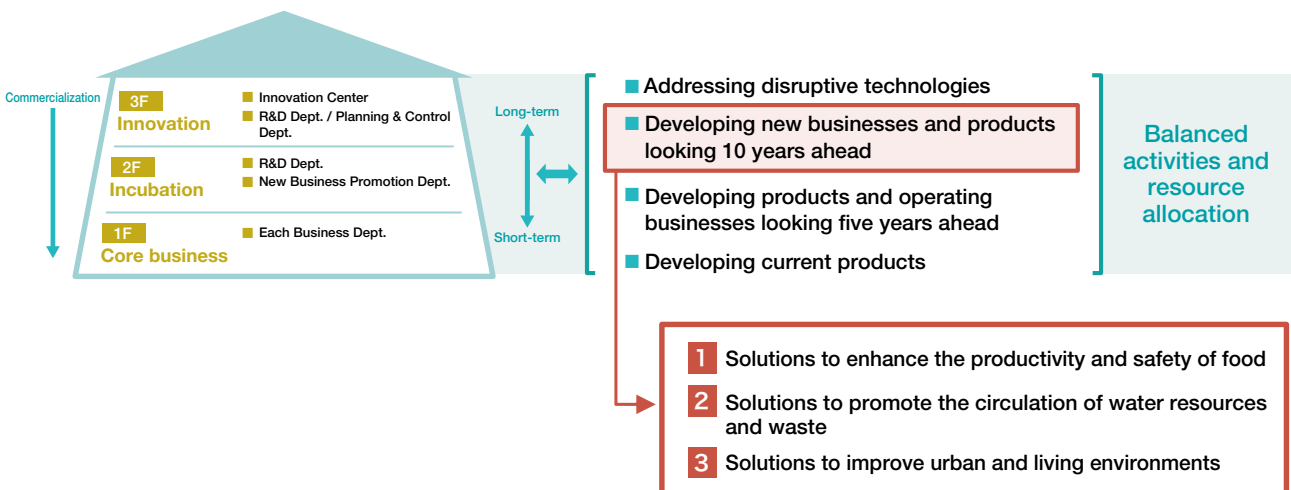 Commercialization
3F
Innovation
Innovation Center
R&D Dept. / Planning & Control
Dept.
2F
Incubation
R&D Dept.
New Business Promotion Dept.
1F
Core business
Each Business Dept.
Long-term
Short-term
Addressing disruptive technologies
Developing new businesses and products
looking 10 years ahead
Developing products and operating
businesses looking five years ahead
Developing current products
Balanced
activities and
resource
allocation
1 Solutions to enhance the productivity and safety of food
2 Solutions to promote the circulation of water resources
and waste
3 Solutions to improve urban and living environments